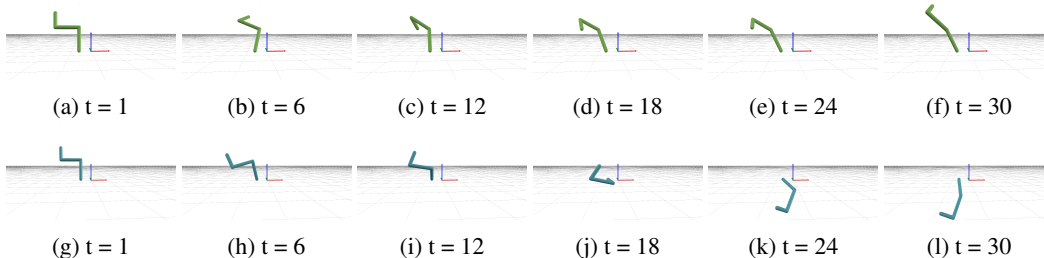 (a) t = 1 (b) t = 6 (c) t = 12 (d) t = 18 (e) t = 24 (f) t = 30
(g) t = 1 (h) t = 6 (i) t = 12 (j) t = 18 (k) t = 24 (l) t = 30